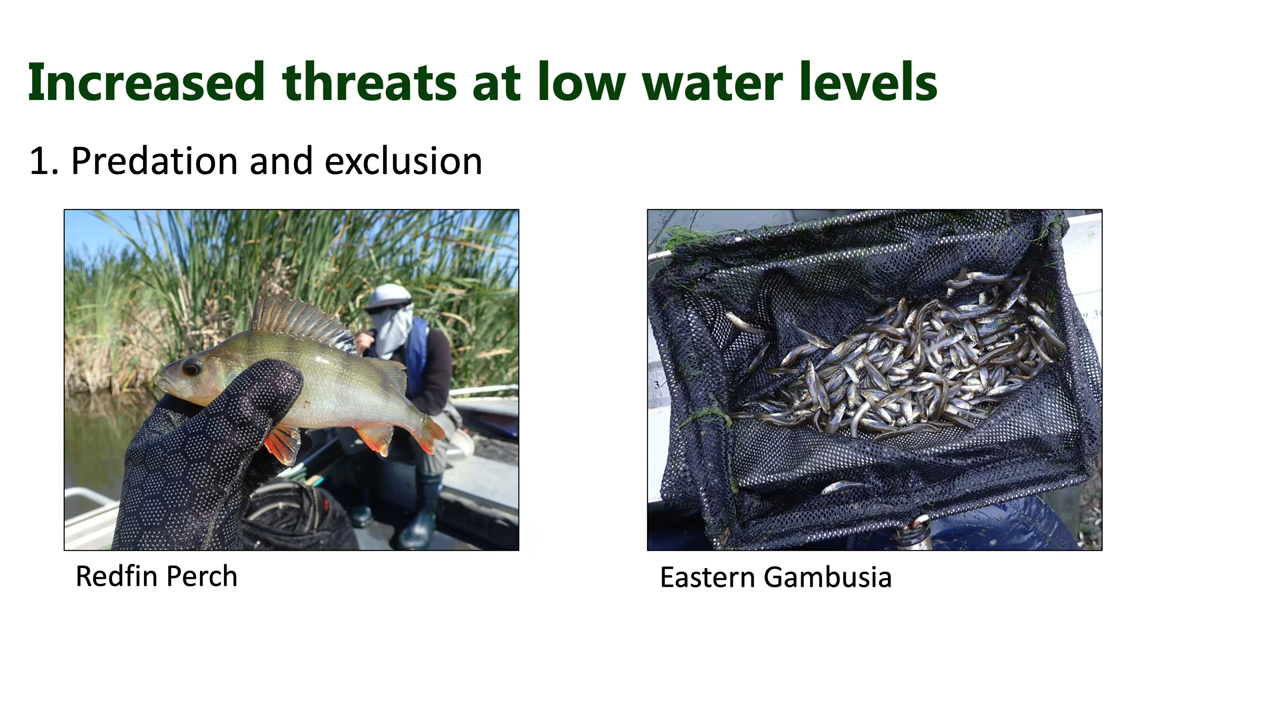 Increased threats at low water levels
1. Predation and exclusion
Redfin Perch
Eastern Gambusia